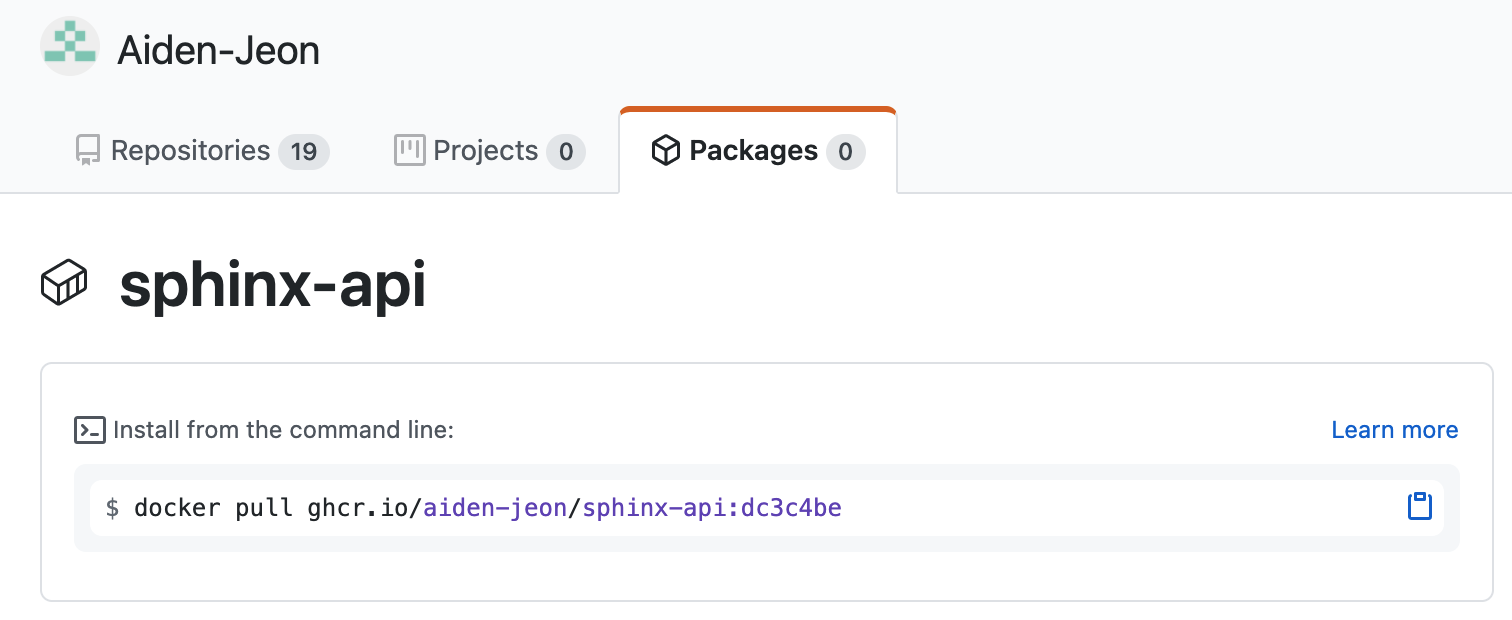 Aiden-Jeon
Repositories 19 Projects 0 Packages 0
sphinx-api
Install from the command line: Learn more
$ docker pull ghcr.io/aiden-jeon/sphinx-api:dc3c4be